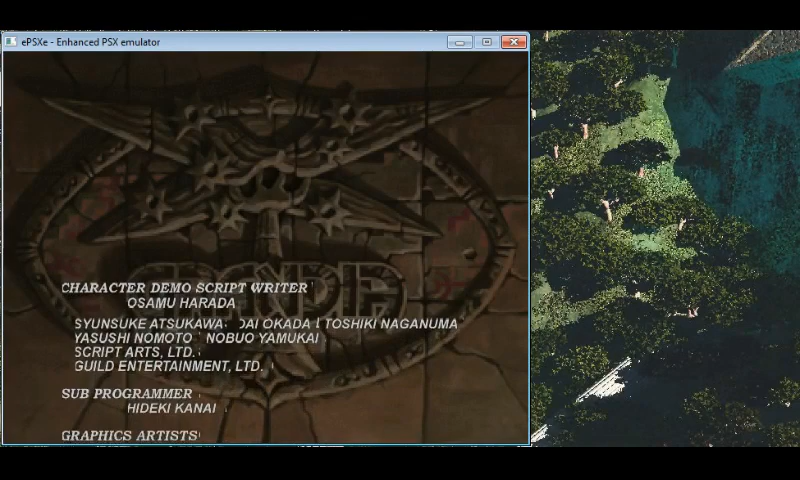 ePSXe - Enhanced PSX emulator
CHARACTER DEMO SCRIPT WRITER
OSAMU HARADA
SYUNSUKE ATSUKAWA DAI OKADA TOSHIKI NAGANUMA
YASUSHI NOMOTO NOBUO YAMUKAI
SCRIPT ARTS, LTD.
GUILD ENTERTAINMENT, LTD.
SUB PROGRAMMER
HIDEKI KANAI
GRAPHICS ARTISTS